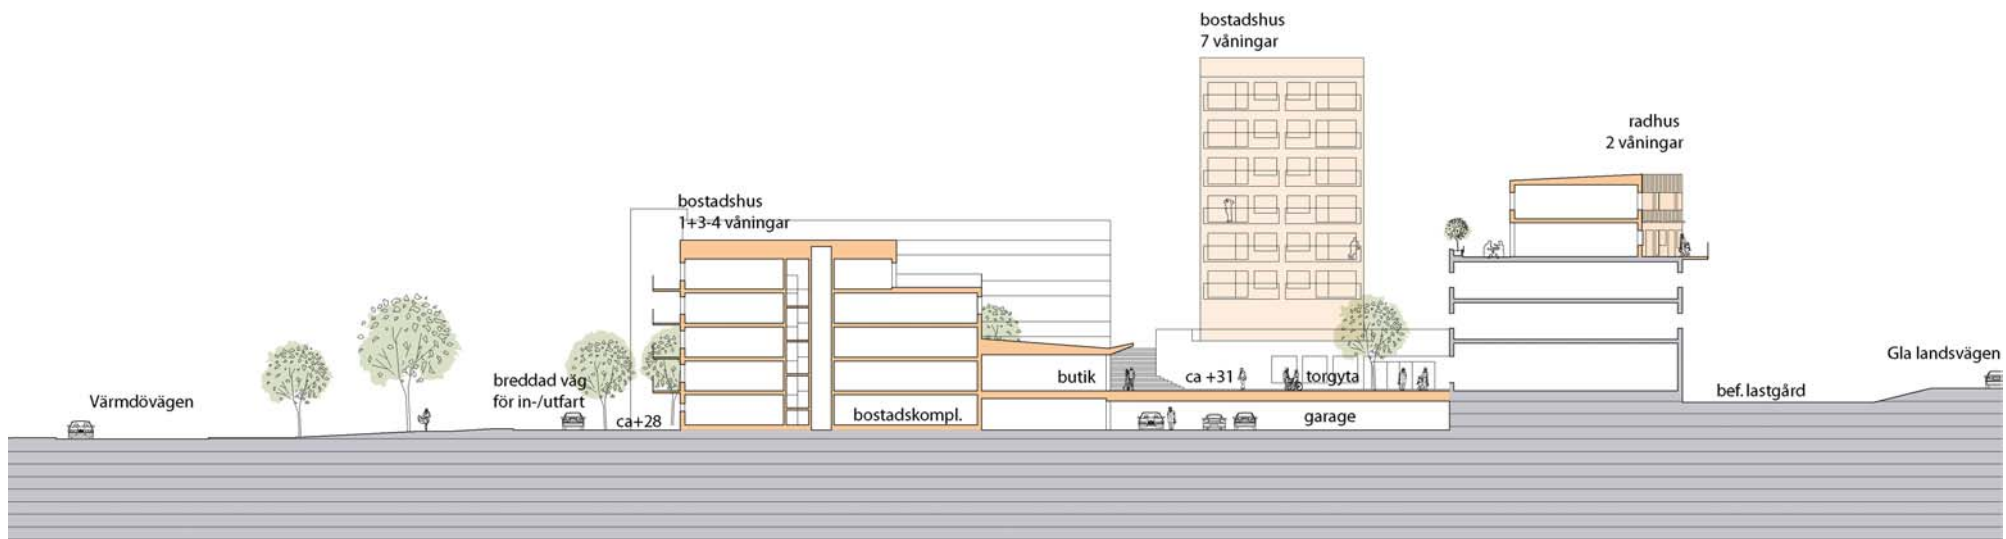 bostadshus
7 våningar
radhus
2 våningar
bostadshus
1+3-4 våningar
Gla landsvägen
butik
ca +31
torgyta
breddad väg
för in-/utfart
bef. lastgård
Värmdövägen
ca+28
bostadskompl.
garage